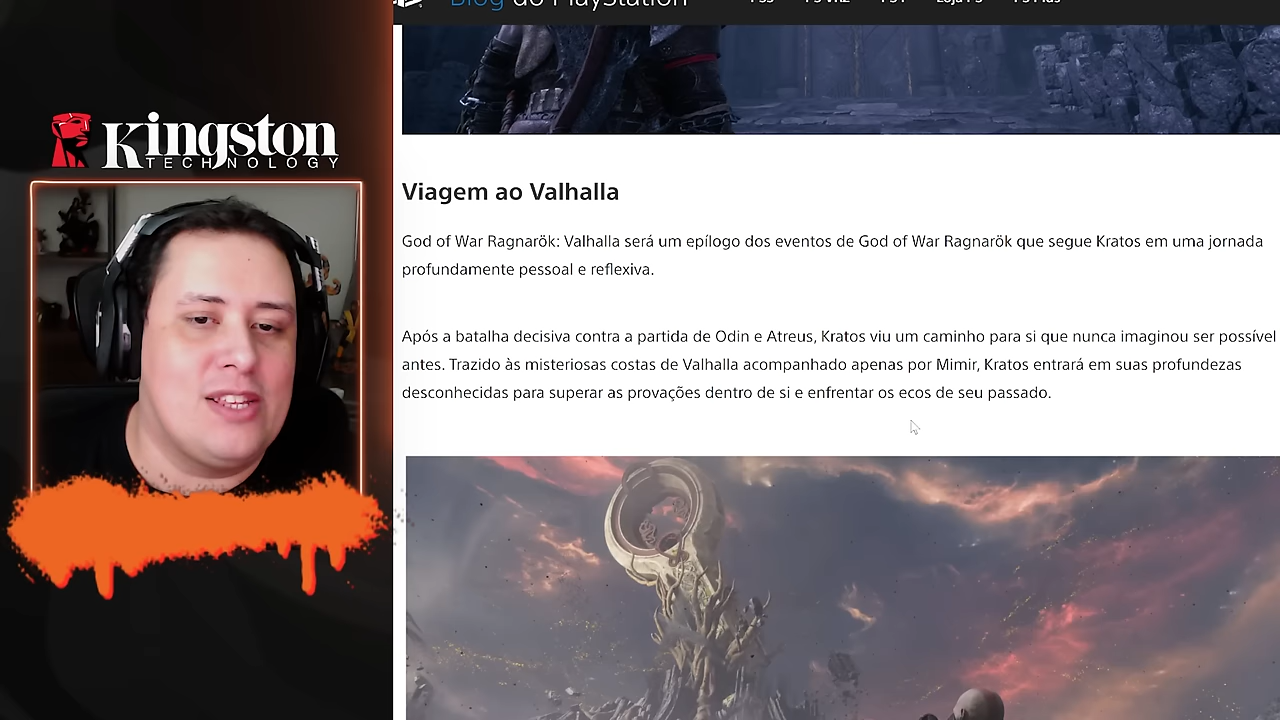 Blog do PlayStation
Kingston
TECHNOLOGY
Viagem ao Valhalla
God of War Ragnarök: Valhalla será um epílogo dos eventos de God of War Ragnarök que segue Kratos em uma jornada
profundamente pessoal e reflexiva.
Após a batalha decisiva contra a partida de Odin e Atreus, Kratos viu um caminho para si que nunca imaginou ser possível
antes. Trazido às misteriosas costas de Valhalla acompanhado apenas por Mimir, Kratos entrará em suas profundezas
desconhecidas para superar as provações dentro de si e enfrentar os ecos de seu passado.